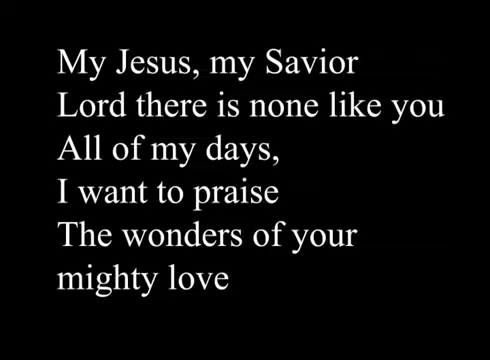 My Jesus, my Savior
Lord there is none like you
All of my days,
I want to praise
The wonders of your
mighty love